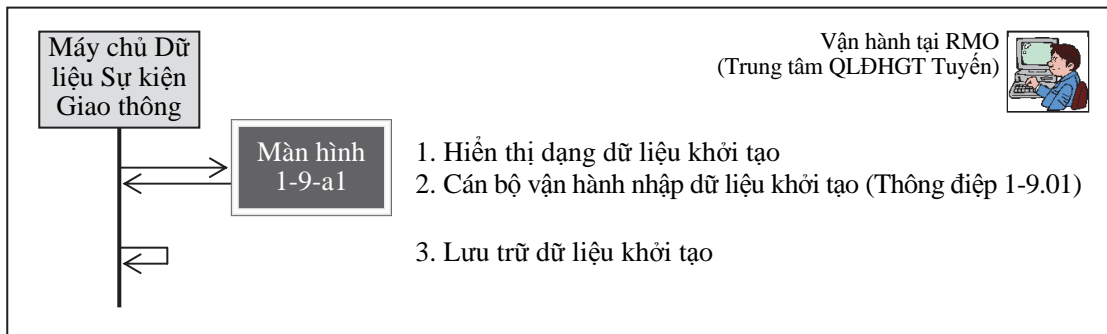 Máy chủ Dữ
liệu Sự kiện
Giao thông
Vận hành tại RMO
(Trung tâm QLĐHGT Tuyến)
Màn hình
1-9-a1
1. Hiển thị dạng dữ liệu khởi tạo
2. Cán bộ vận hành nhập dữ liệu khởi tạo (Thông điệp 1-9.01)
3. Lưu trữ dữ liệu khởi tạo